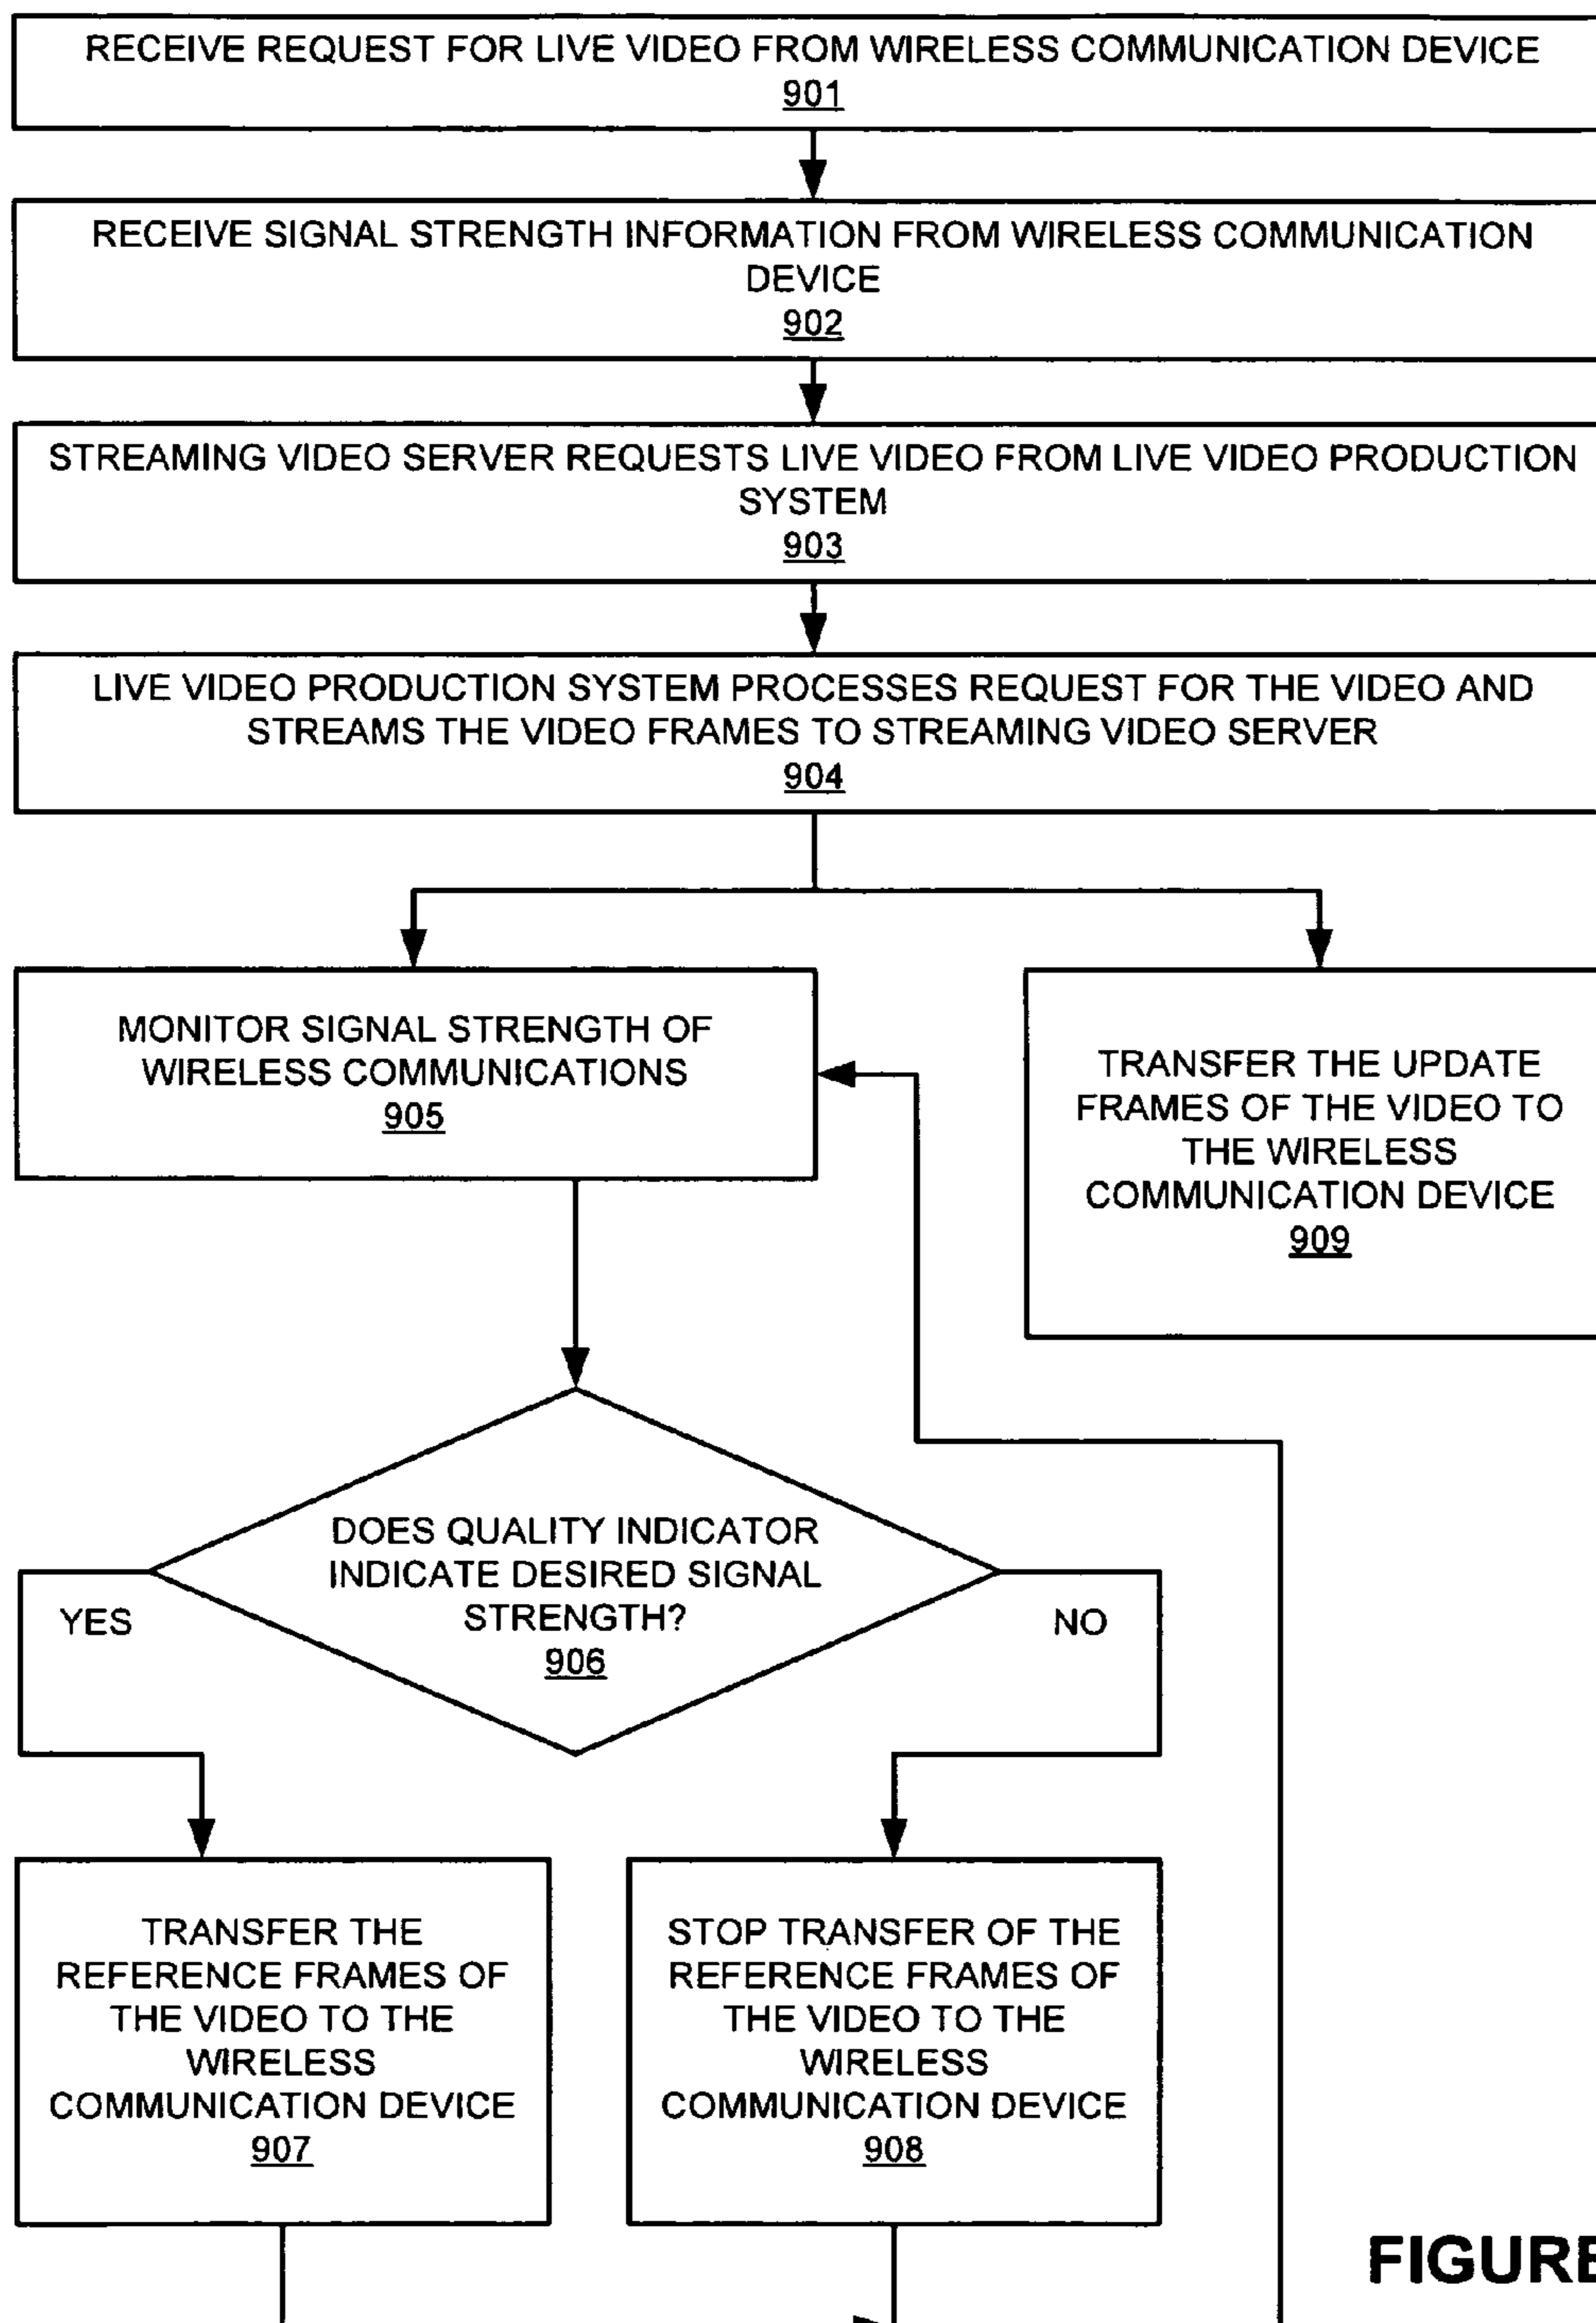 RECEIVE REQUEST FOR LIVE VIDEO FROM WIRELESS COMMUNICATION DEVICE
901
RECEIVE SIGNAL STRENGTH INFORMATION FROM WIRELESS COMMUNICATION
DEVICE
902
STREAMING VIDEO SERVER REQUESTS LIVE VIDEO FROM LIVE VIDEO PRODUCTION
SYSTEM
903
LIVE VIDEO PRODUCTION SYSTEM PROCESSES REQUEST FOR THE VIDEO AND
STREAMS THE VIDEO FRAMES TO STREAMING VIDEO SERVER
904
MONITOR SIGNAL STRENGTH OF
WIRELESS COMMUNICATIONS
905
TRANSFER THE UPDATE
FRAMES OF THE VIDEO TO
THE WIRELESS
COMMUNICATION DEVICE
909
DOES QUALITY INDICATOR
INDICATE DESIRED SIGNAL
STRENGTH?
906
YES
NO
TRANSFER THE
REFERENCE FRAMES OF
THE VIDEO TO THE
WIRELESS
COMMUNICATION DEVICE
907
STOP TRANSFER OF THE
REFERENCE FRAMES OF
THE VIDEO TO THE
WIRELESS
COMMUNICATION DEVICE
908
FIGURE